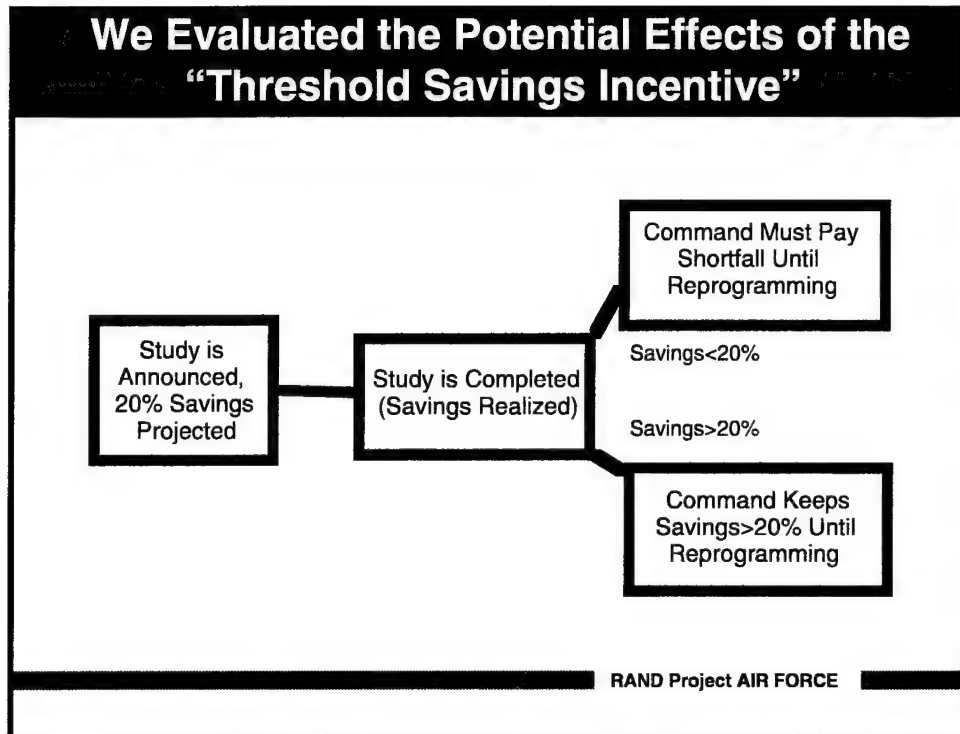 We Evaluated the Potential Effects of the
“Threshold Savings Incentive”
Study is
Announced,
20% Savings
Projected
Study is Completed
(Savings Realized)
Command Must Pay
Shortfall Until
Reprogramming
Savings<20%
Savings>20%
Command Keeps
Savings>20% Until
Reprogramming
RAND Project AIR FORCE